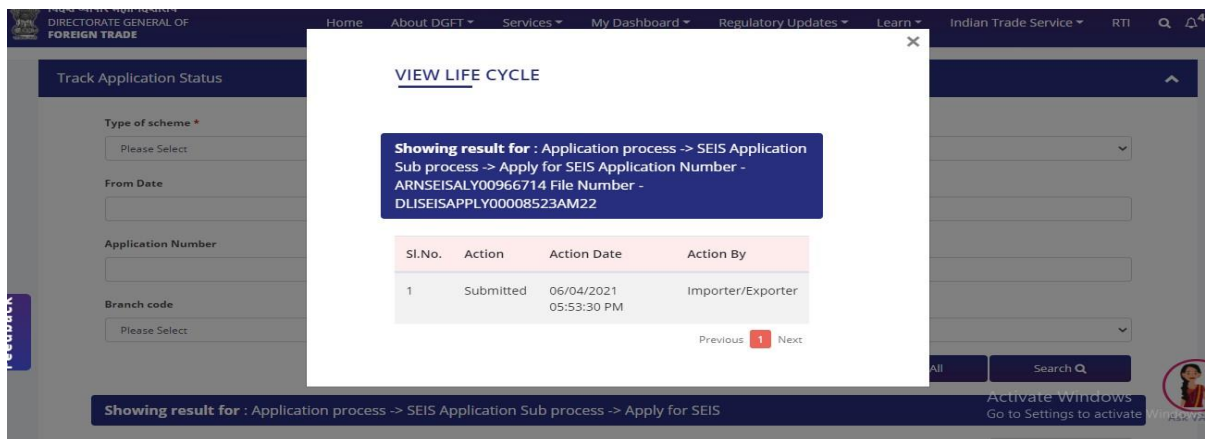 DIRECTORATE GENERAL OF
FOREIGN TRADE
Home About DGFT Services My Dashboard Regulatory Updates Learn Indian Trade Service RTI 4
Track Application Status
Type of scheme *
Please Select
From Date
Application Number
Branch code
Please Select
Feedback
×
VIEW LIFE CYCLE
Showing result for : Application process -> SEIS Application
Sub process -> Apply for SEIS Application Number -
ARNSEISALY00966714 File Number -
DLISEISAPPLY00008523AM22
Sl.No. Action Action Date Action By
1 Submitted 06/04/2021 Importer/Exporter
05:53:30 PM
Previous 1 Next
All Search
Showing result for : Application process -> SEIS Application Sub process -> Apply for SEIS
Activate Windows
Go to Settings to activate Windows.